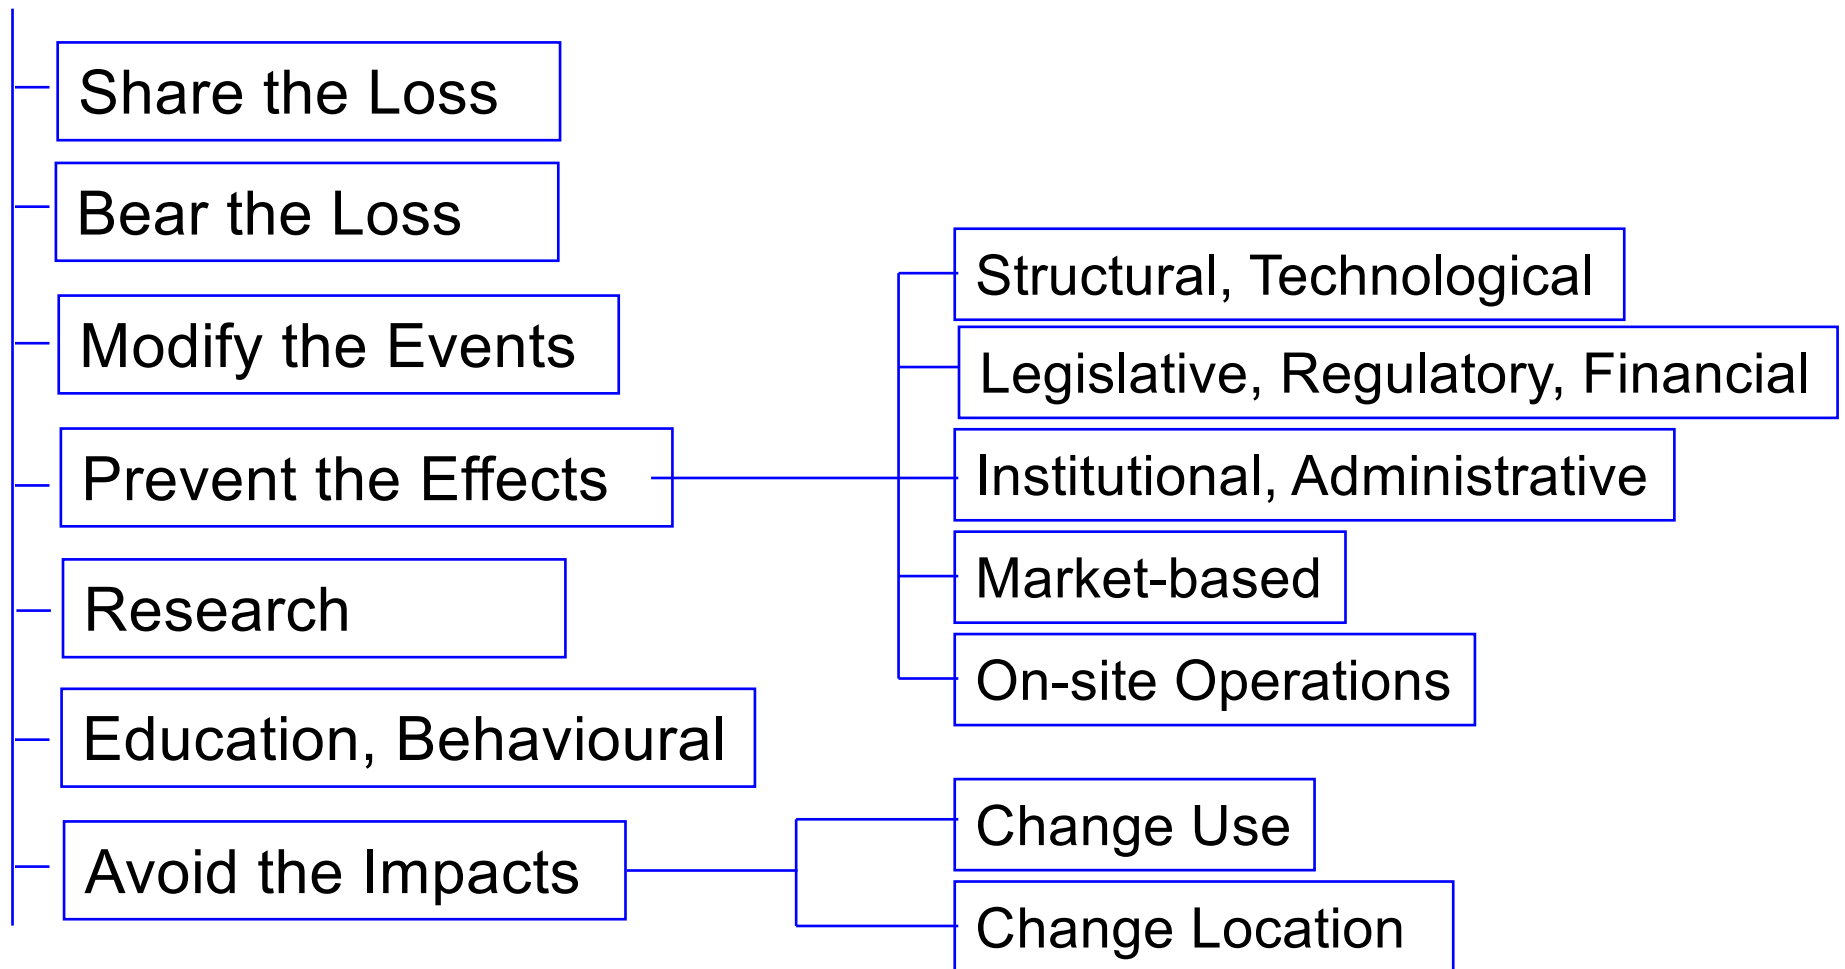 Share the Loss
Bear the Loss
Modify the Events
Prevent the Effects
Research
Education, Behavioural
Avoid the Impacts
Structural, Technological
Legislative, Regulatory, Financial
Institutional, Administrative
Market-based
On-site Operations
Change Use
Change Location